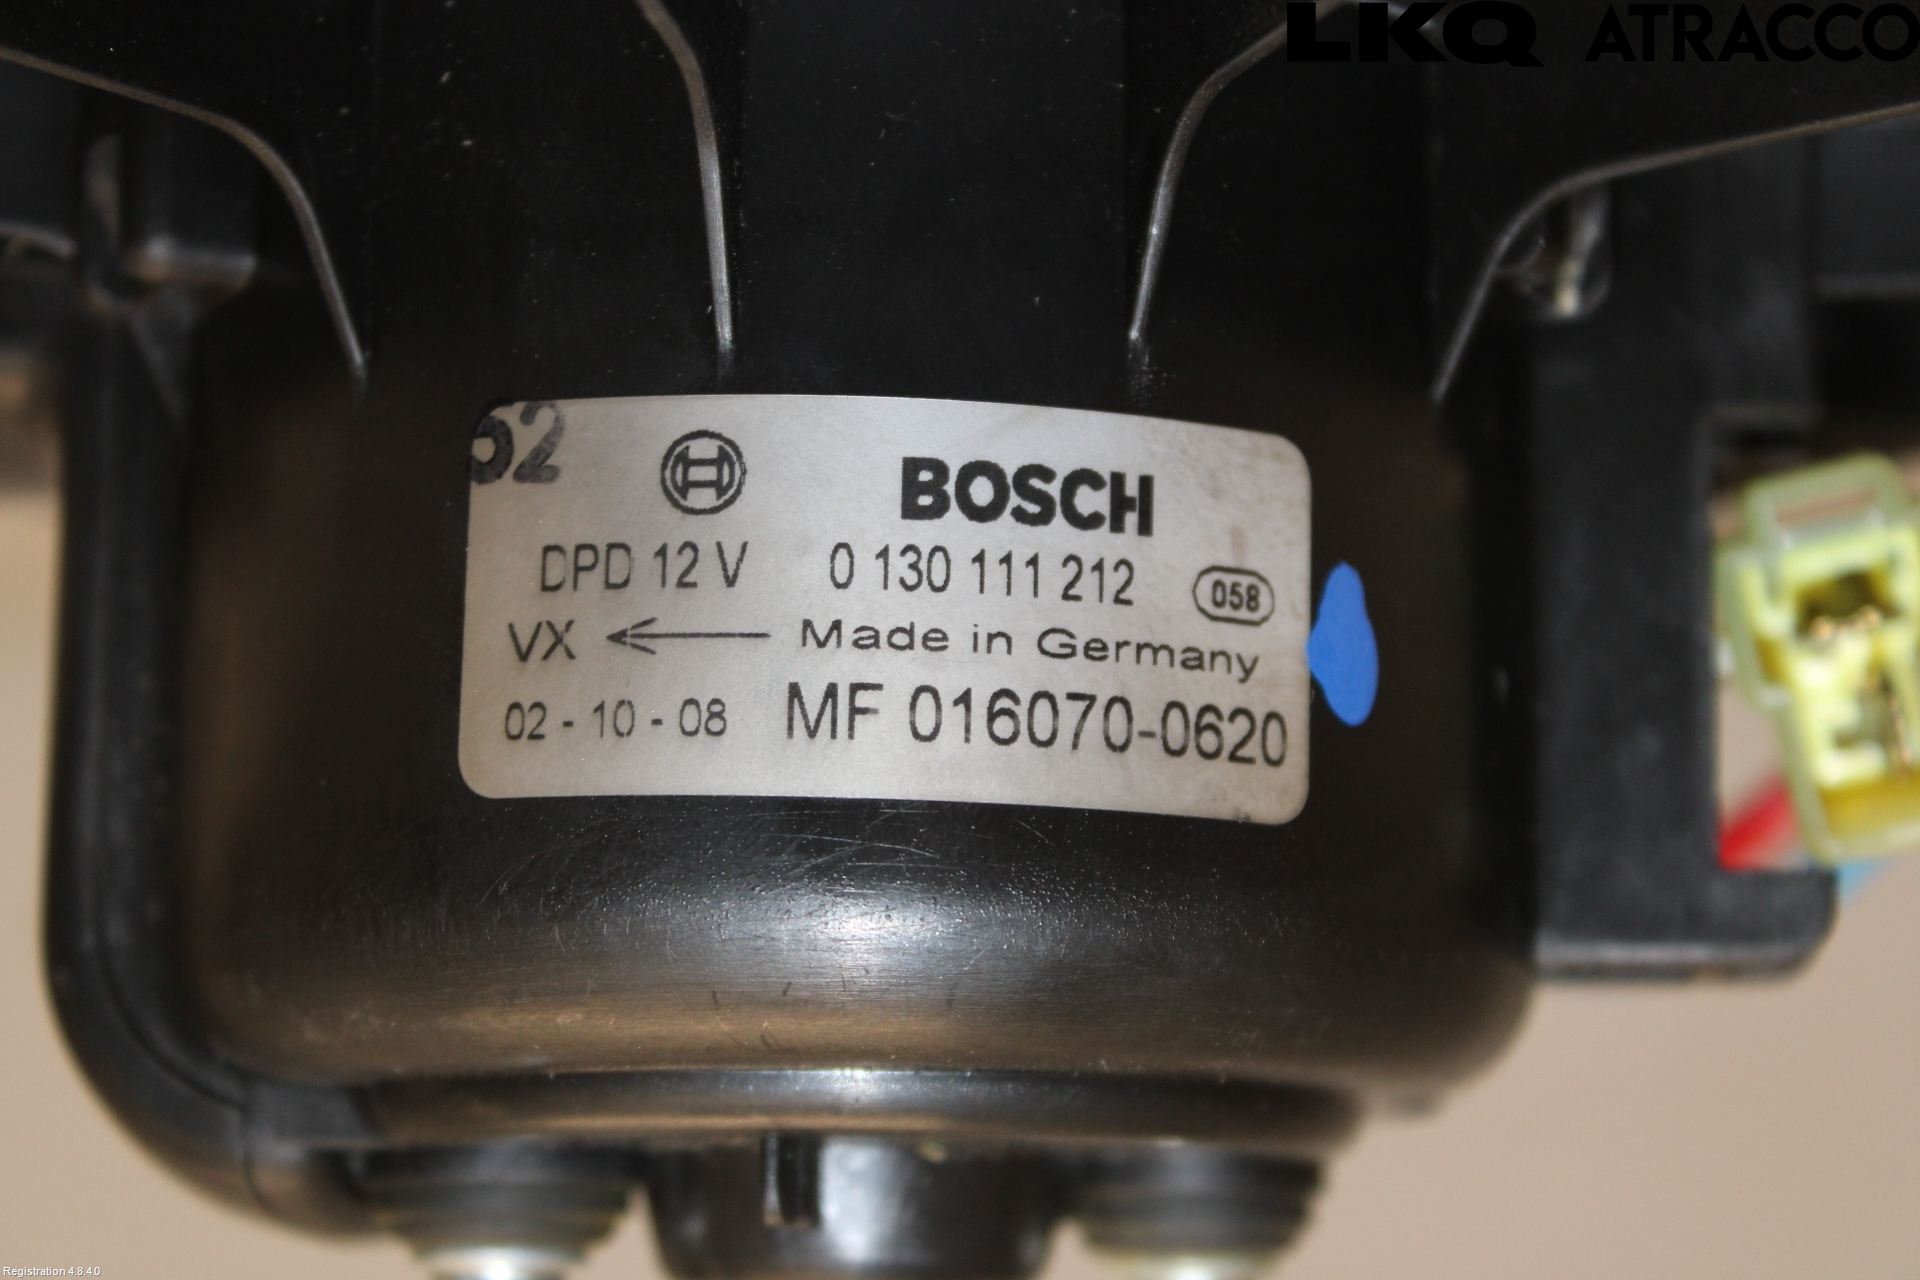 LKQ ATRACCO
62
BOSCH
DPD 12 V 0 130 111 212 058
VX Made in Germany
02 - 10 - 08 MF 016070-0620
Registration 4.8.4.0